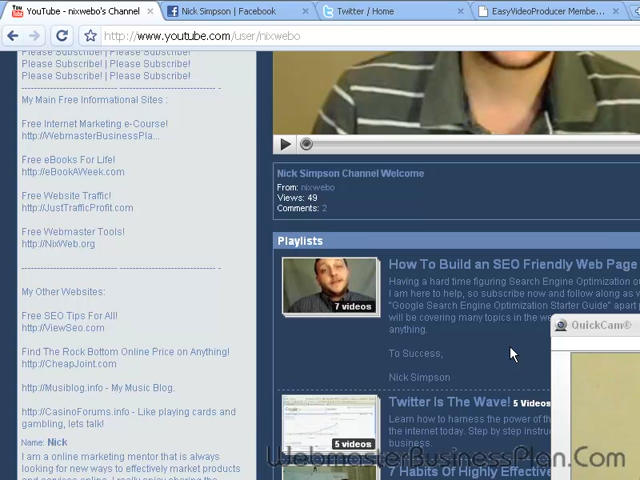 YouTube - nixwebo's Channel
Nick Simpson | Facebook
Twitter / Home
EasyVideoProducer Membe...
http://www.youtube.com/user/nixwebo
Please Subscribe! | Please Subscribe!
Please Subscribe! | Please Subscribe!
Please Subscribe! | Please Subscribe!
My Main Free Informational Sites :
Free Internet Marketing e-Course!
http://WebmasterBusinessPla...
Free eBooks For Life!
http://eBookAWeek.com
Free Website Traffic!
http://JustTrafficProfit.com
Free Webmaster Tools!
http://NixWeb.org
My Other Websites:
Free SEO Tips For All!
http://ViewSeo.com
Find The Rock Bottom Online Price on Anything!
http://CheapJoint.com
http://Musiblog.info - My Music Blog.
http://CasinoForums.info - Like playing cards and
gambling, lets talk!
Name: Nick
I am a online marketing mentor that is always
looking for new ways to effectively market products
Nick Simpson Channel Welcome
From: nixwebo
Views: 49
Comments: 2
Playlists
7 videos
How To Build an SEO Friendly Web Page
Having a hard time figuring Search Engine Optimization ou
I am here to help, so subscribe now and follow along as w
"Google Search Engine Optimization Starter Guide" apart p
will be covering many topics in the we
anything.
To Success,
Nick Simpson
QuickCam®
5 videos
Twitter Is The Wave! 5 Videos
Learn how to harness the power of th
the internet today. Step by step instruc
business.
7 Habits Of Highly Effective
WebmasterBusinessPlan.Com